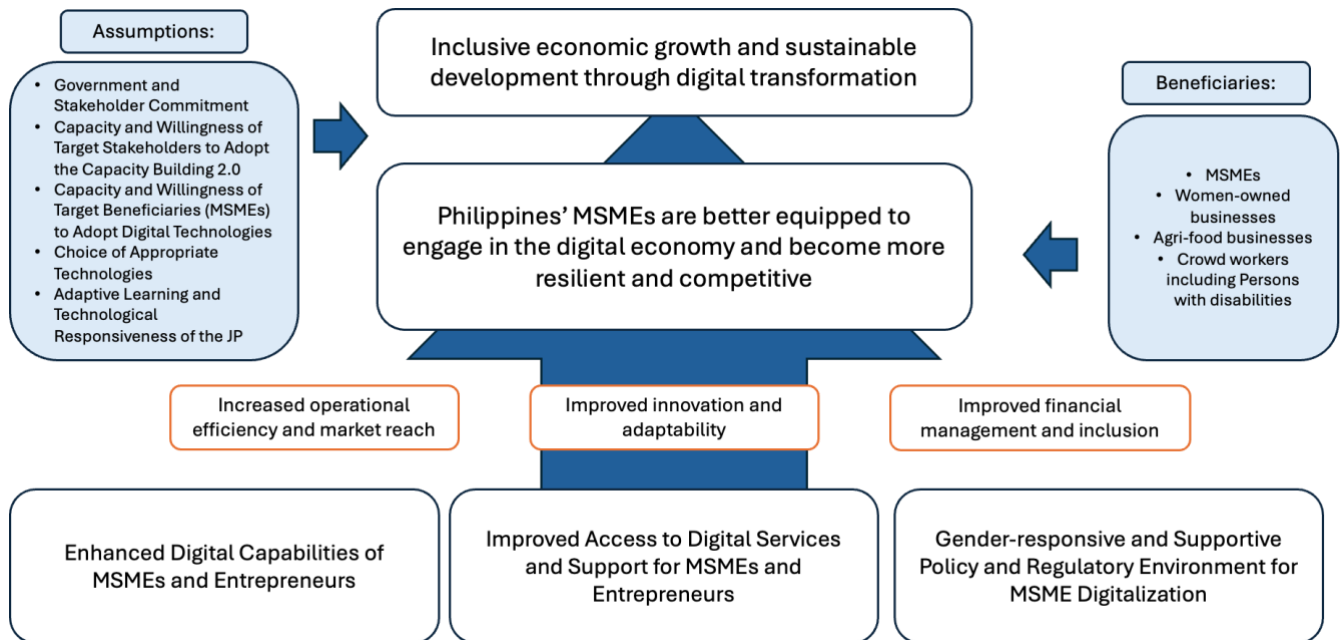 Assumptions:
• Government and
Stakeholder Commitment
• Capacity and Willingness of
Target Stakeholders to Adopt
the Capacity Building 2.0
• Capacity and Willingness of
Target Beneficiaries (MSMEs)
to Adopt Digital Technologies
• Choice of Appropriate
Technologies
• Adaptive Learning and
Technological
Responsiveness of the JP
Inclusive economic growth and sustainable
development through digital transformation
Philippines’ MSMEs are better equipped to
engage in the digital economy and become more
resilient and competitive
Beneficiaries:
• MSMEs
• Women-owned
businesses
• Agri-food businesses
• Crowd workers
including Persons
with disabilities
Increased operational
efficiency and market reach
Improved innovation and
adaptability
Improved financial
management and inclusion
Enhanced Digital Capabilities of
MSMEs and Entrepreneurs
Improved Access to Digital Services
and Support for MSMEs and
Entrepreneurs
Gender-responsive and Supportive
Policy and Regulatory Environment for
MSME Digitalization